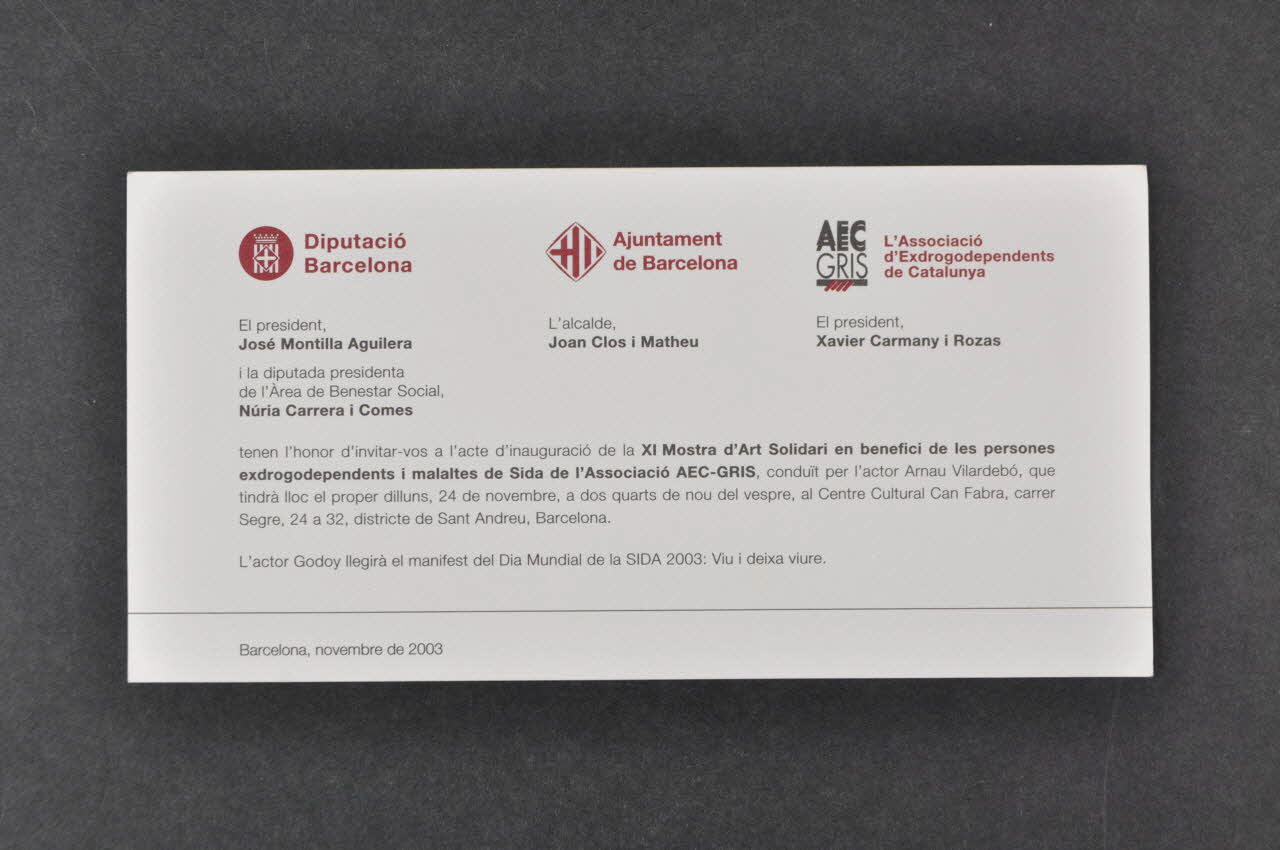 Diputació
Barcelona
Ajuntament
de Barcelona
AEC
GRIS
L'Associació
d'Exdrogodependents
de Catalunya
El president,
José Montilla Aguilera
i la diputada presidenta
de l'Àrea de Benestar Social,
Núria Carrera i Comes
L'alcalde,
Joan Clos i Matheu
El president,
Xavier Carmany i Rozas
tenen l'honor d'invitar-vos a l'acte d'inauguració de la XI Mostra d'Art Solidari en benefici de les persones
exdrogodependents i malaltes de Sida de l'Associació AEC-GRIS, conduït per l'actor Arnau Vilardebó, que
tindrà lloc el proper dilluns, 24 de novembre, a dos quarts de nou del vespre, al Centre Cultural Can Fabra, carrer
Segre, 24 a 32, districte de Sant Andreu, Barcelona.
L'actor Godoy llegirà el manifest del Dia Mundial de la SIDA 2003: Viu i deixa viure.
Barcelona, novembre de 2003